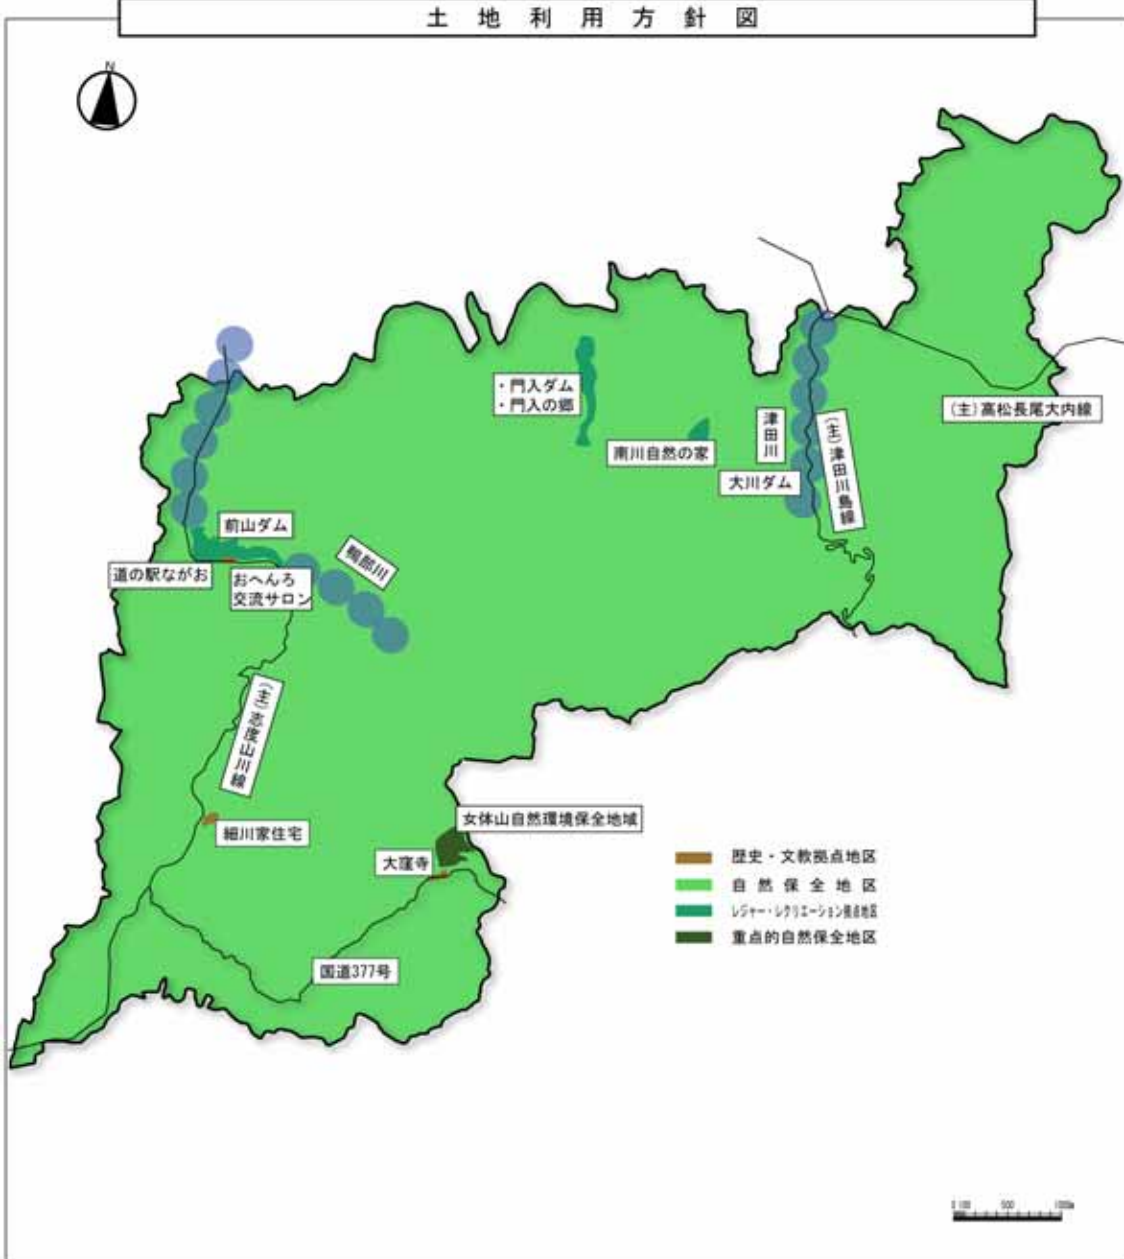 土地利用方針図
N
・門入ダム
・門入の郷
(主)高松長尾大内線
津田川
(主)津田川島線
南川自然の家
大川ダム
前山ダム
鴨部川
道の駅ながお
おへんろ
交流サロン
(主)志度山川線
女体山自然環境保全地域
細川家住宅
大窪寺
国道377号
歴史・文教拠点地区
自然保全地区
レジャー・レクリエーション拠点地区
重点的自然保全地区
0 100 500 1000m